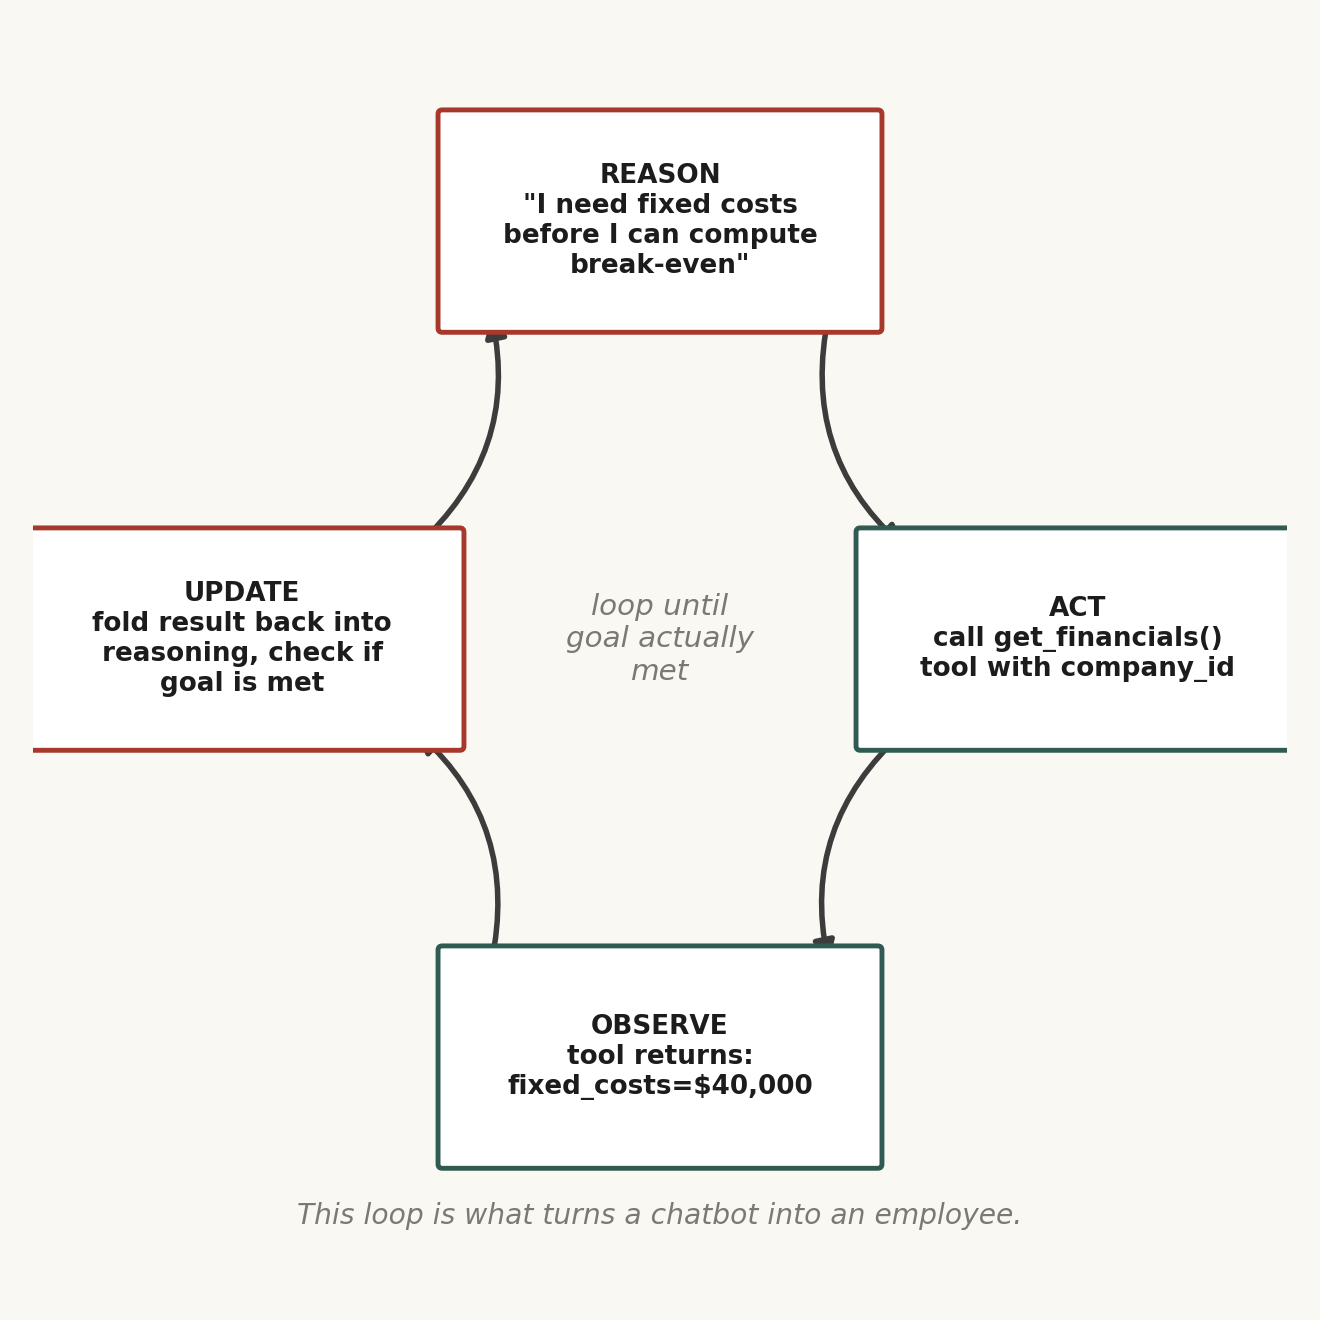 REASON
"I need fixed costs
before I can compute
break-even"
UPDATE
fold result back into
reasoning, check if
goal is met
loop until
goal actually
met
ACT
call get_financials()
tool with company_id
OBSERVE
tool returns:
fixed_costs=$40,000
This loop is what turns a chatbot into an employee.